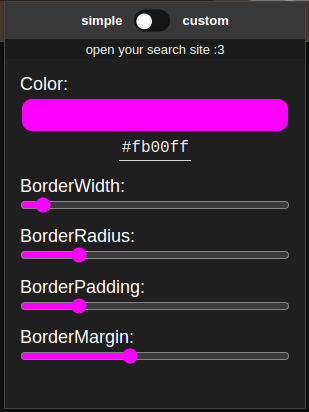 simple custom
open your search site :3
Color:
#fb00ff
BorderWidth:
BorderRadius:
BorderPadding:
BorderMargin: